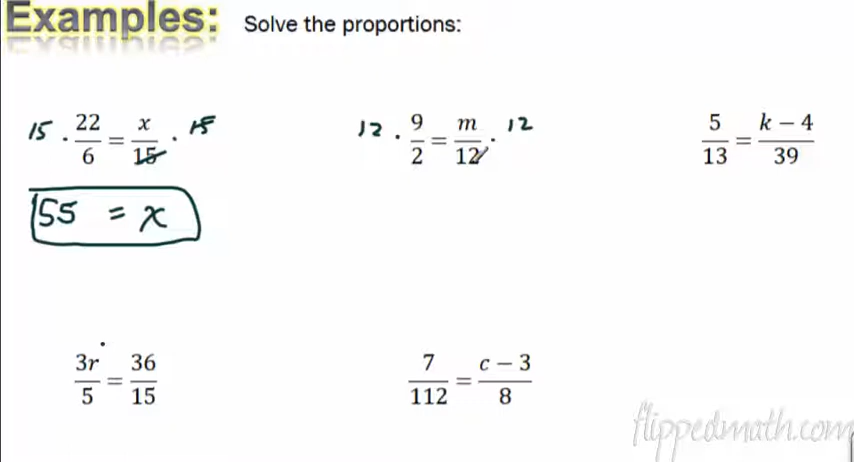 Examples: Solve the proportions:
15 · 22/6 = x/15 · 15
12 · 9/2 = m/12 · 12
5/13 = (k − 4)/39
55 = x
3r/5 = 36/15
7/112 = (c − 3)/8
flippedmath.com